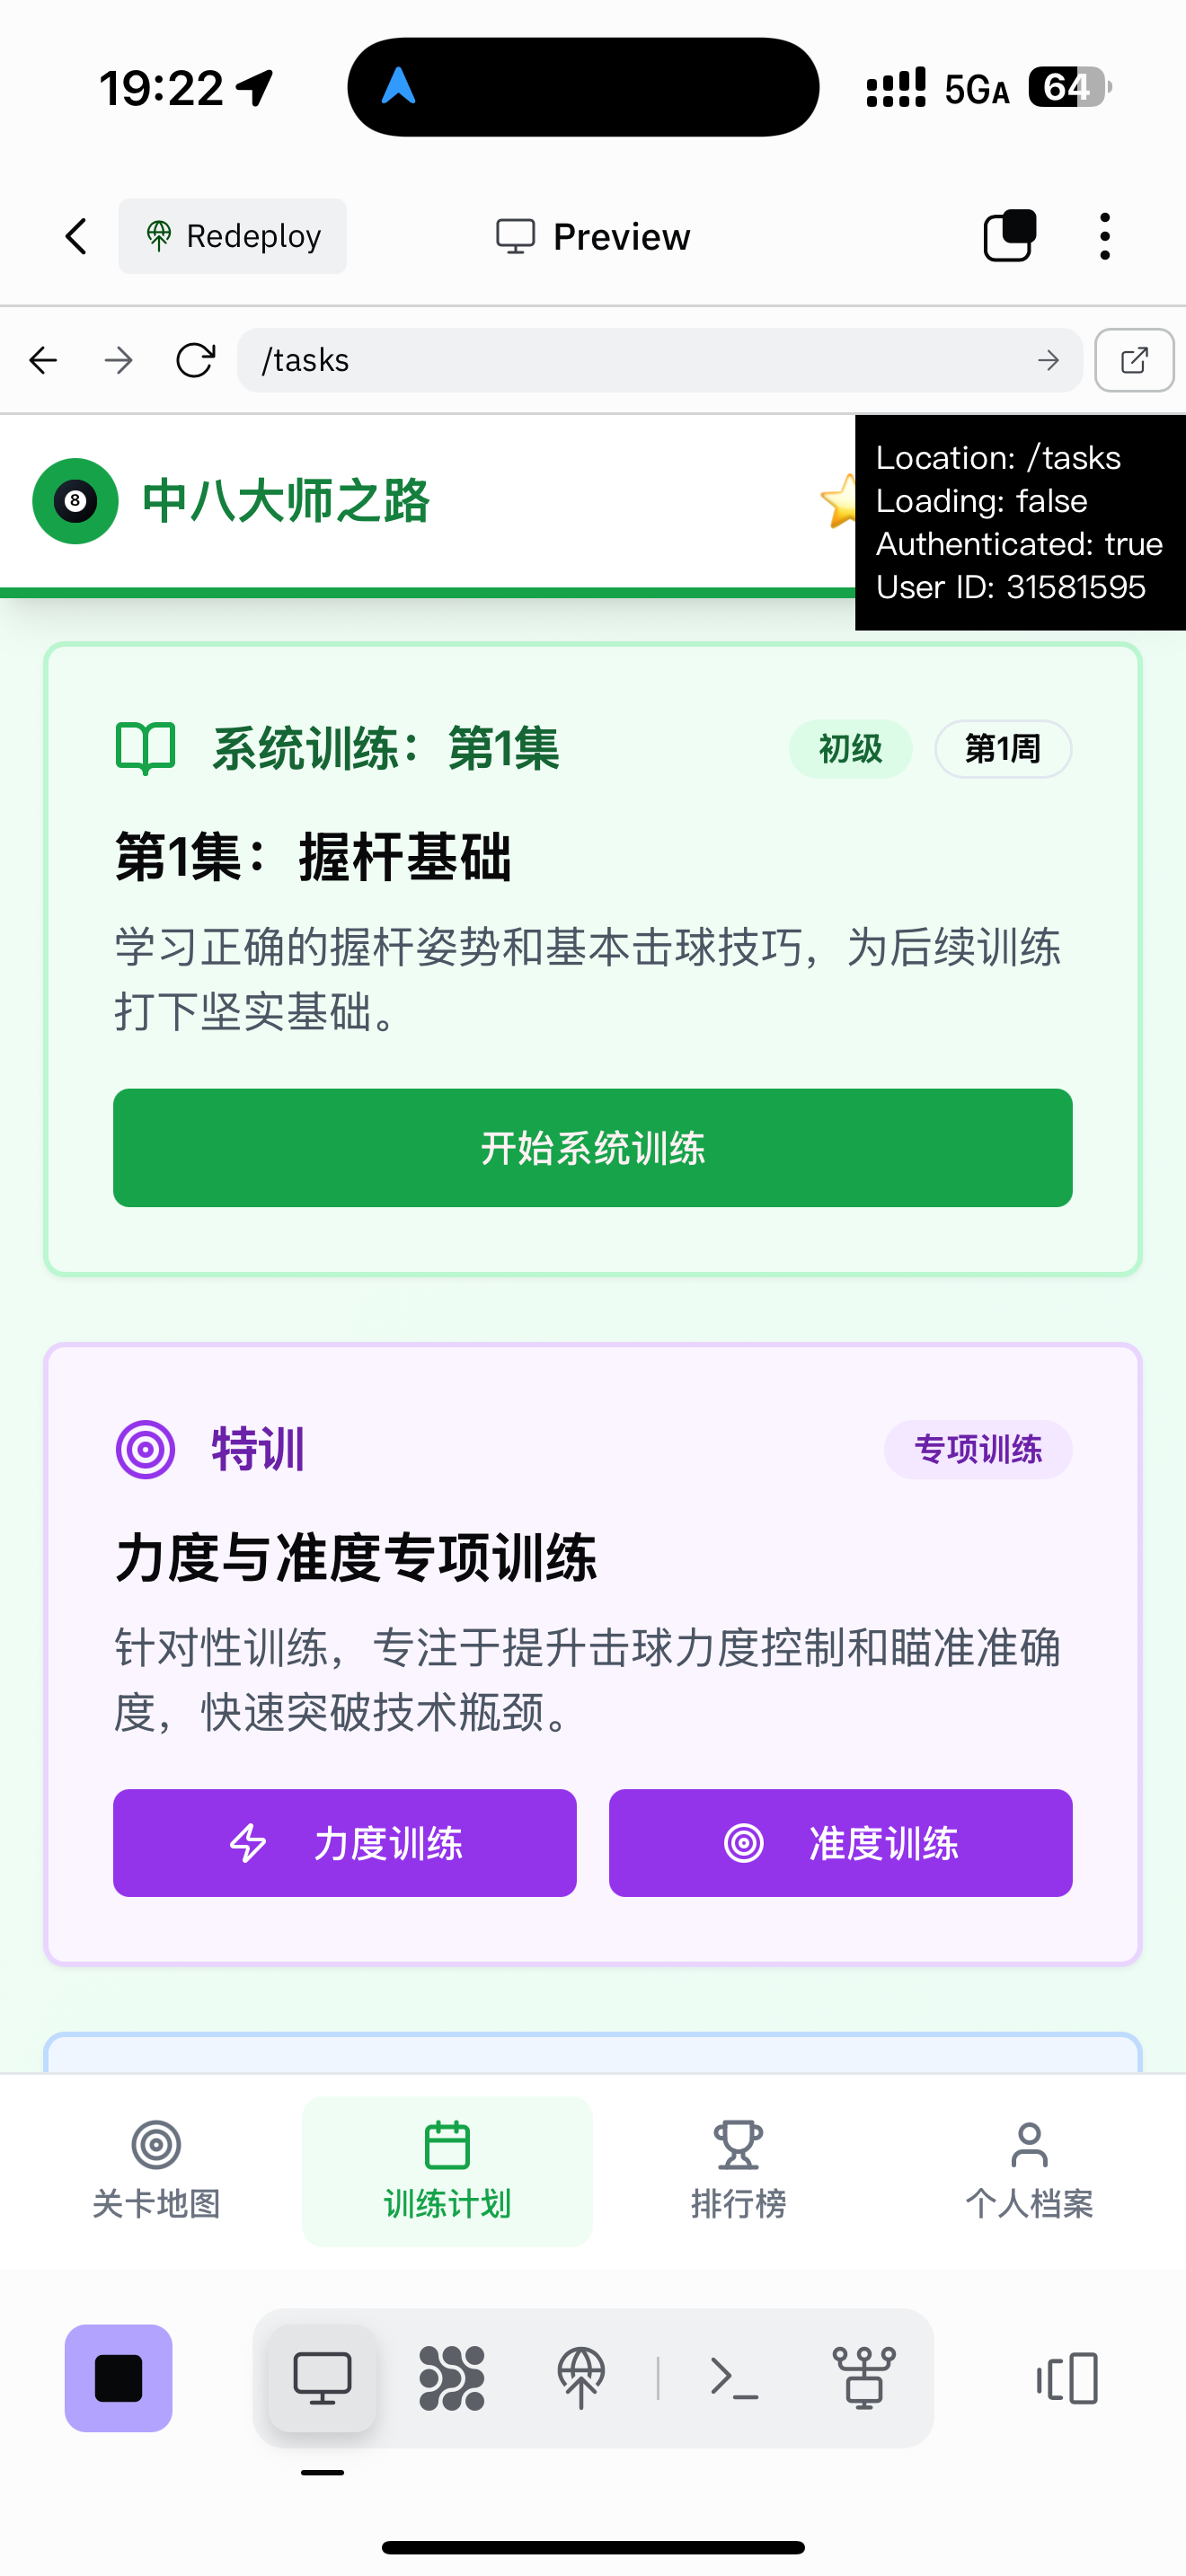 19:22
5GA
64
Redeploy
Preview
/tasks
8
中八大师之路
Location: /tasks
Loading: false
Authenticated: true
User ID: 31581595
系统训练：第1集
初级
第1周
第1集：握杆基础
学习正确的握杆姿势和基本击球技巧，为后续训练
打下坚实基础。
开始系统训练
特训
专项训练
力度与准度专项训练
针对性训练，专注于提升击球力度控制和瞄准准确
度，快速突破技术瓶颈。
力度训练
准度训练
关卡地图
训练计划
排行榜
个人档案